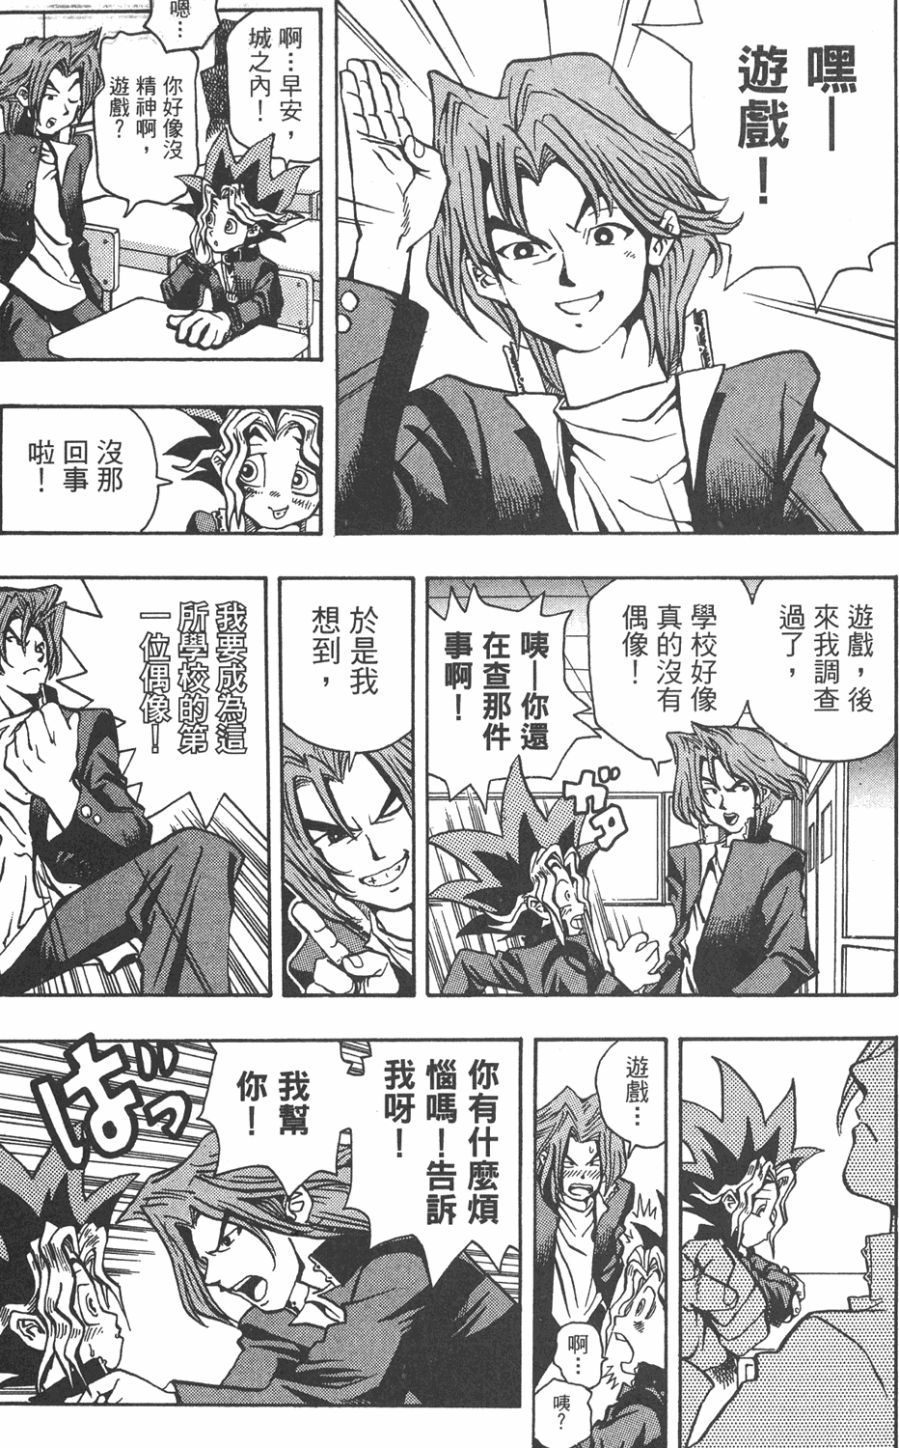 嘿—
遊戲！
啊…早安，
城之內！
嗯…
你好像沒
精神啊，
遊戲？
沒那
回事
啦！
遊戲，後
來我調查
過了，
學校好像
真的沒有
偶像！
咦—你還
在查那件
事啊！
ガタ
於是我
想到，
我要成為這
所學校的第
一位偶像！
遊戲…
啊…
咦？
你有什麼煩
惱嗎！告訴
我呀！
我幫
你！
ばっ